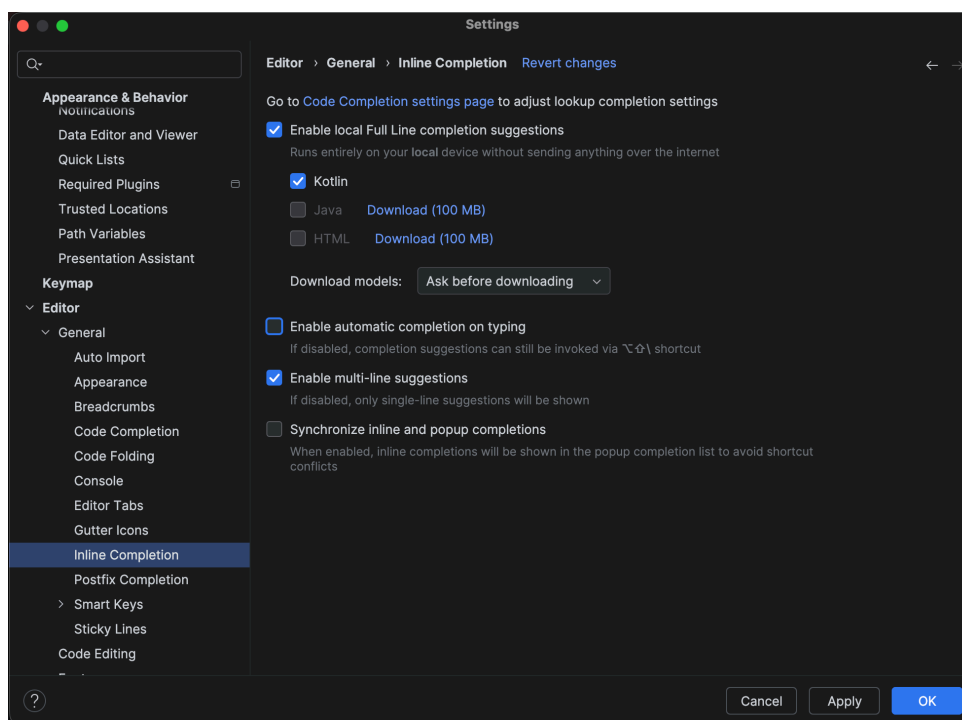 Settings
Editor › General › Inline Completion Revert changes
Appearance & Behavior
Notifications
Data Editor and Viewer
Quick Lists
Required Plugins
Trusted Locations
Path Variables
Presentation Assistant
Keymap
Editor
General
Auto Import
Appearance
Breadcrumbs
Code Completion
Code Folding
Console
Editor Tabs
Gutter Icons
Inline Completion
Postfix Completion
Smart Keys
Sticky Lines
Code Editing
Go to Code Completion settings page to adjust lookup completion settings
Enable local Full Line completion suggestions
Runs entirely on your local device without sending anything over the internet
Kotlin
Java Download (100 MB)
HTML Download (100 MB)
Download models: Ask before downloading
Enable automatic completion on typing
If disabled, completion suggestions can still be invoked via ⌥⇧\ shortcut
Enable multi-line suggestions
If disabled, only single-line suggestions will be shown
Synchronize inline and popup completions
When enabled, inline completions will be shown in the popup completion list to avoid shortcut
conflicts
?
Cancel Apply OK